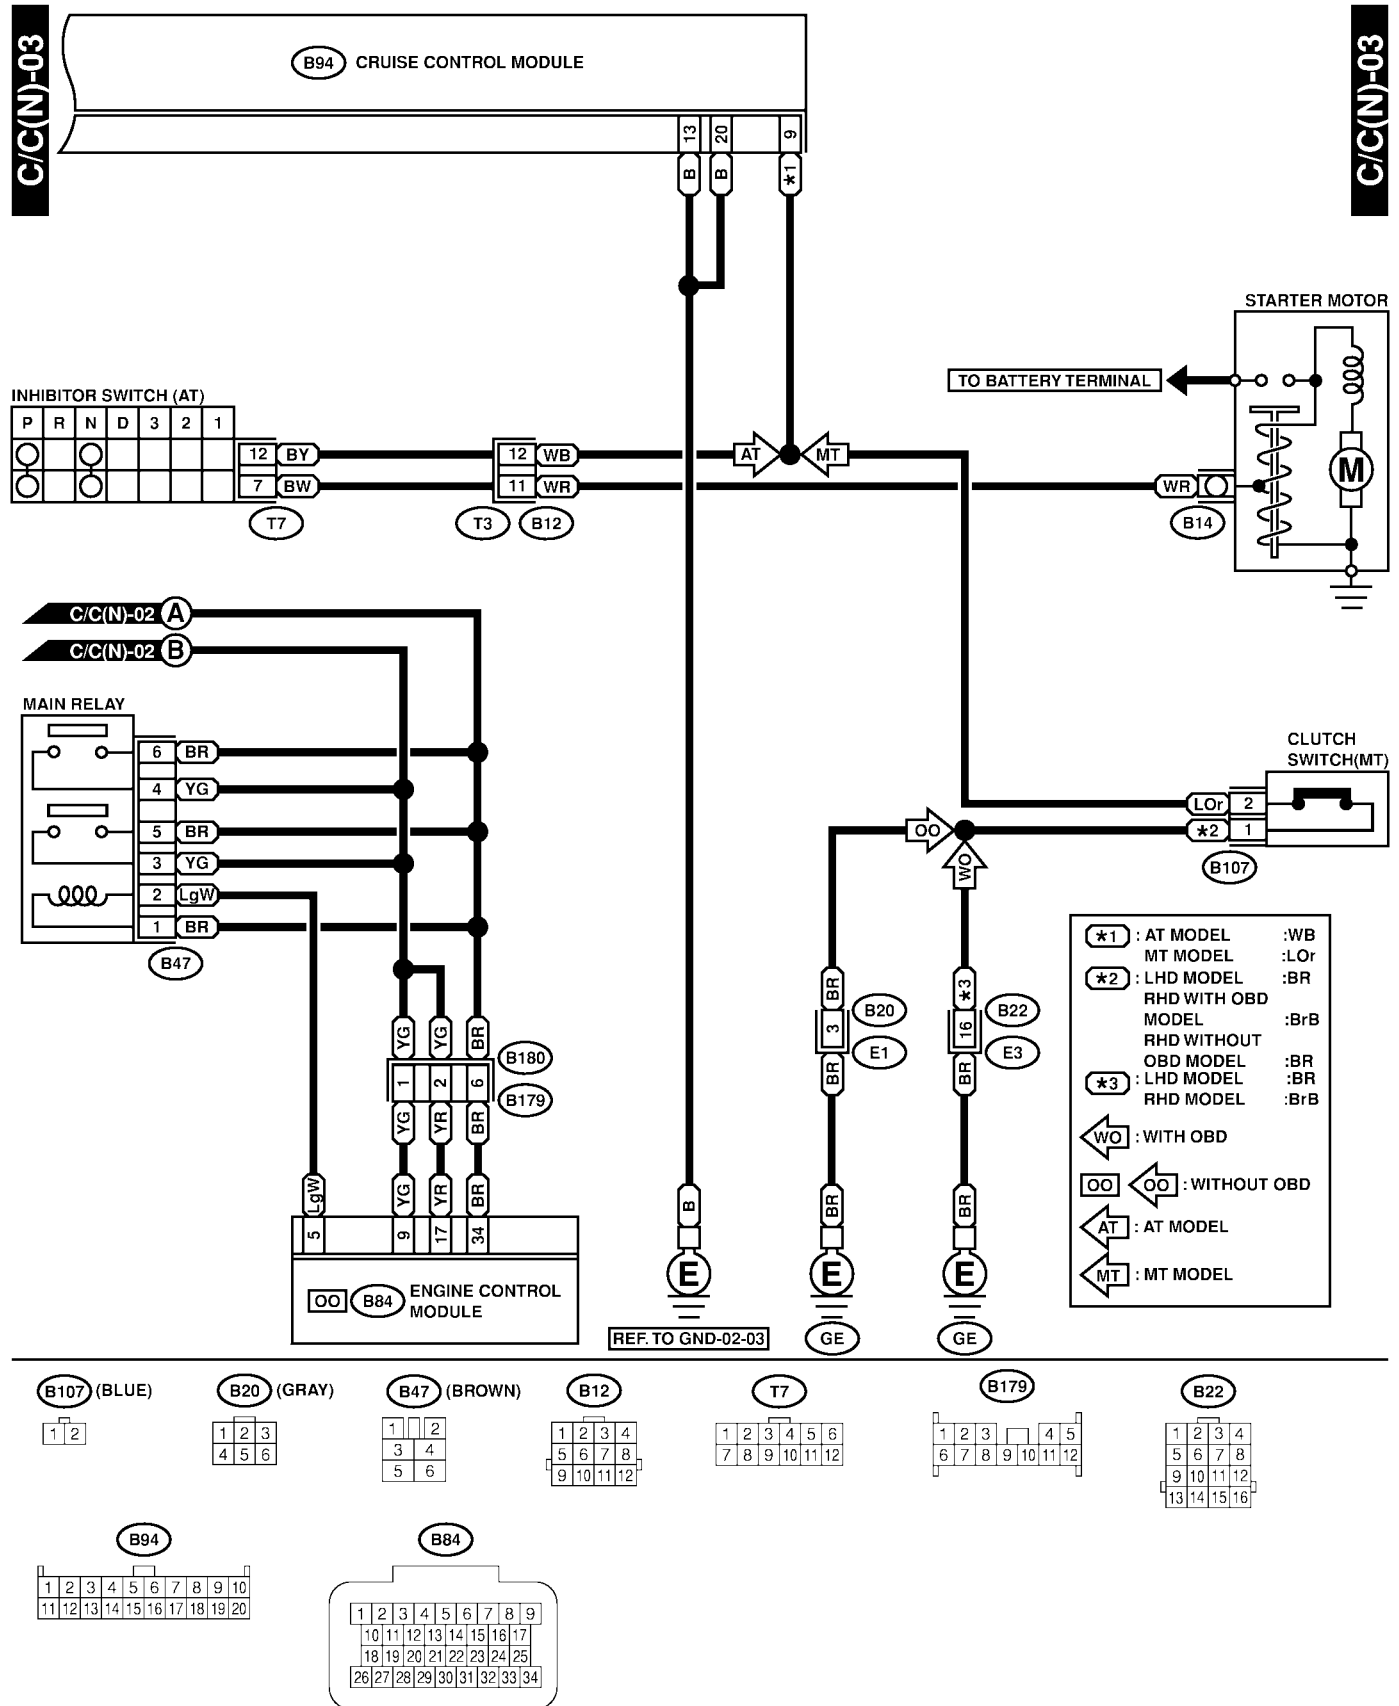 C/C(N)-03
C/C(N)-03
B94 CRUISE CONTROL MODULE
13 20 9
B B *1
STARTER MOTOR
TO BATTERY TERMINAL
M
INHIBITOR SWITCH (AT)
P R N D 3 2 1
12 BY 12 WB AT MT
7 BW 11 WR WR
T7 T3 B12 B14
C/C(N)-02 A
C/C(N)-02 B
MAIN RELAY
6 BR
4 YG
5 BR
3 YG
2 LgW
1 BR
B47
CLUTCH
SWITCH(MT)
LOr 2
OO *2 1
WO
B107
BR *3
3 B20 16 B22
E1 E3
BR BR
YG YG BR
B180
1 2 6
B179
YG YR BR
LgW YG YR BR
5 9 17 34
OO B84 ENGINE CONTROL
MODULE
B BR BR
E E E
REF. TO GND-02-03 GE GE
*1 : AT MODEL :WB
MT MODEL :LOr
*2 : LHD MODEL :BR
RHD WITH OBD
MODEL :BrB
RHD WITHOUT
OBD MODEL :BR
*3 : LHD MODEL :BR
RHD MODEL :BrB
WO : WITH OBD
OO OO : WITHOUT OBD
AT : AT MODEL
MT : MT MODEL
B107 (BLUE)
1 2
B20 (GRAY)
1 2 3
4 5 6
B47 (BROWN)
1 2
3 4
5 6
B12
1 2 3 4
5 6 7 8
9 10 11 12
T7
1 2 3 4 5 6
7 8 9 10 11 12
B179
1 2 3 4 5
6 7 8 9 10 11 12
B22
1 2 3 4
5 6 7 8
9 10 11 12
13 14 15 16
B94
1 2 3 4 5 6 7 8 9 10
11 12 13 14 15 16 17 18 19 20
B84
1 2 3 4 5 6 7 8 9
10 11 12 13 14 15 16 17
18 19 20 21 22 23 24 25
26 27 28 29 30 31 32 33 34